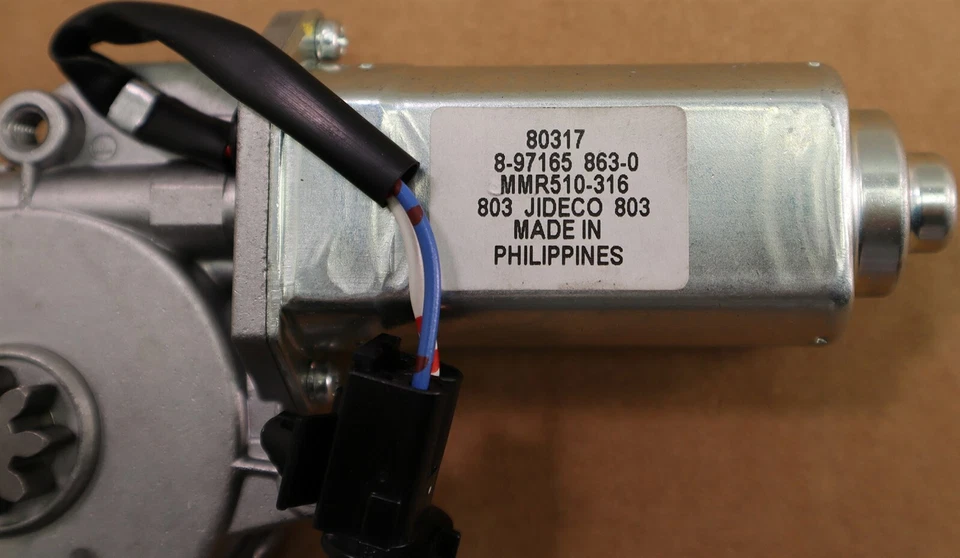 80317
8-97165 863-0
MMR510-316
803 JIDECO 803
MADE IN
PHILIPPINES